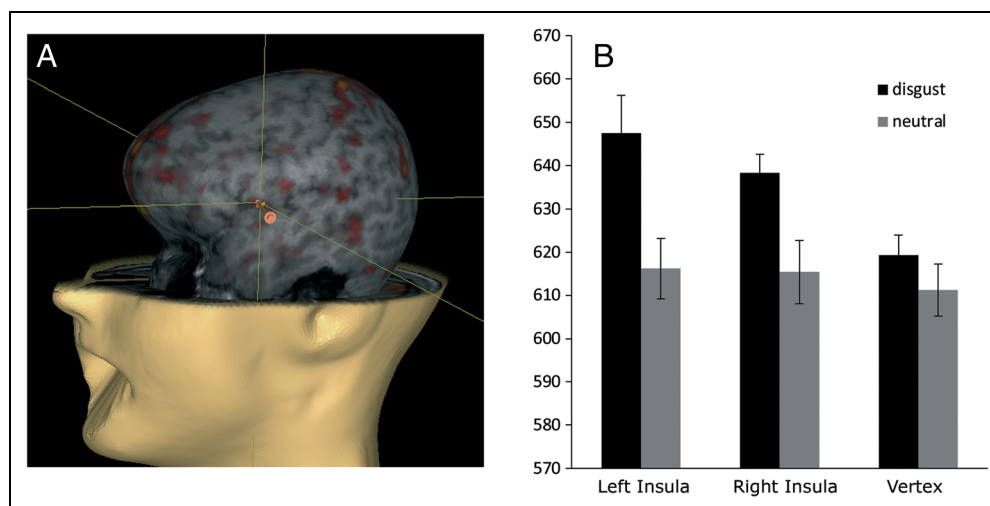 A
B
670
660
650
640
630
620
610
600
590
580
570
disgust
neutral
Left Insula
Right Insula
Vertex